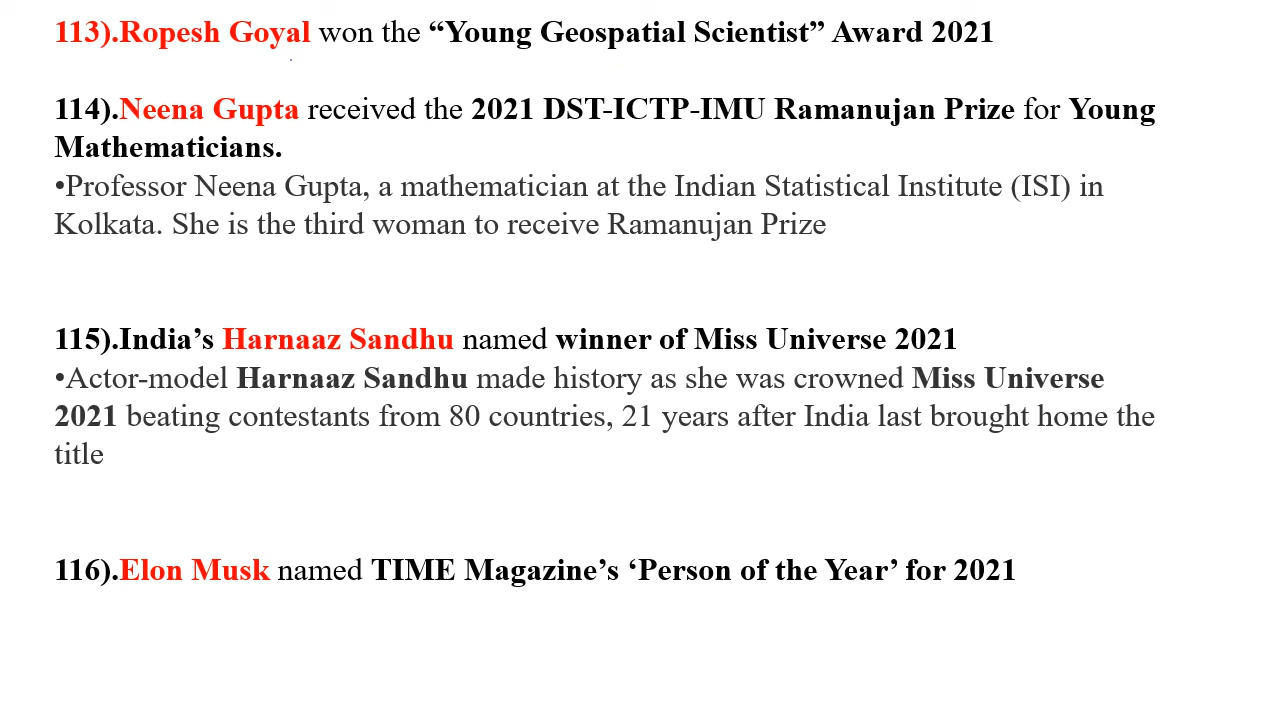 113).Ropesh Goyal won the “Young Geospatial Scientist” Award 2021
114).Neena Gupta received the 2021 DST-ICTP-IMU Ramanujan Prize for Young
Mathematicians.
•Professor Neena Gupta, a mathematician at the Indian Statistical Institute (ISI) in
Kolkata. She is the third woman to receive Ramanujan Prize
115).India’s Harnaaz Sandhu named winner of Miss Universe 2021
•Actor-model Harnaaz Sandhu made history as she was crowned Miss Universe
2021 beating contestants from 80 countries, 21 years after India last brought home the
title
116).Elon Musk named TIME Magazine’s ‘Person of the Year’ for 2021